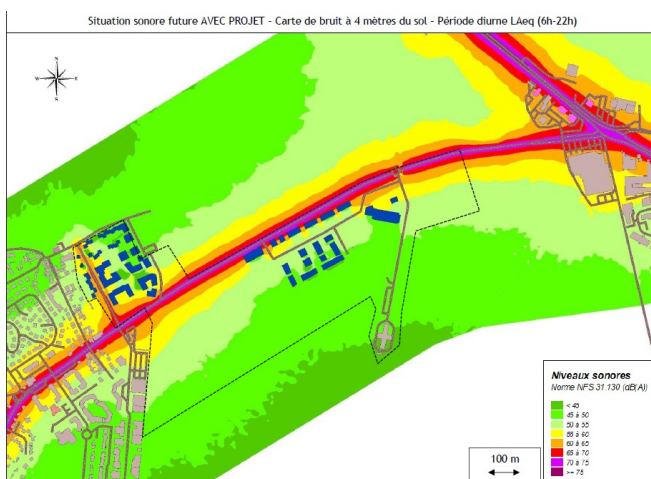 Situation sonore future AVEC PROJET - Carte de bruit à 4 mètres du sol - Période diurne LAeq (6h-22h)
N
W E
S
Niveaux sonores
Norme NFS 31.130 (dB(A))
< 45
45 à 50
50 à 55
55 à 60
60 à 65
65 à 70
70 à 75
>= 75
100 m